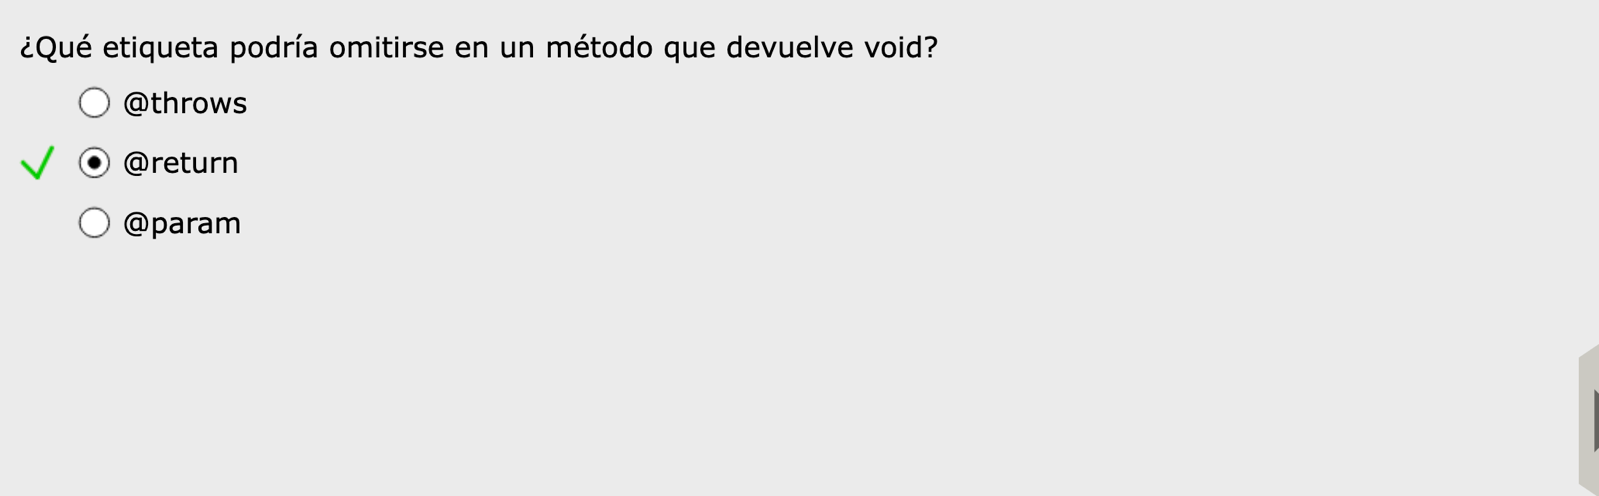 ¿Qué etiqueta podría omitirse en un método que devuelve void?
@throws
@return
@param